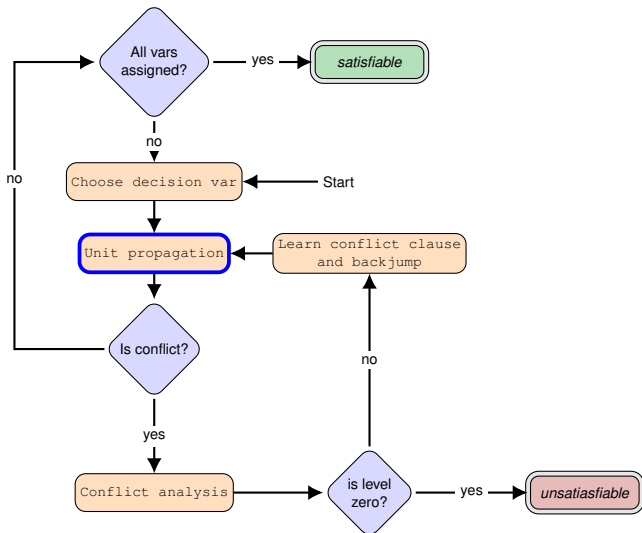 All vars
assigned?
yes
satisfiable
no
no
Choose decision var
Start
Unit propagation
Learn conflict clause
and backjump
Is conflict?
no
yes
Conflict analysis
is level
zero?
yes
unsatiasfiable